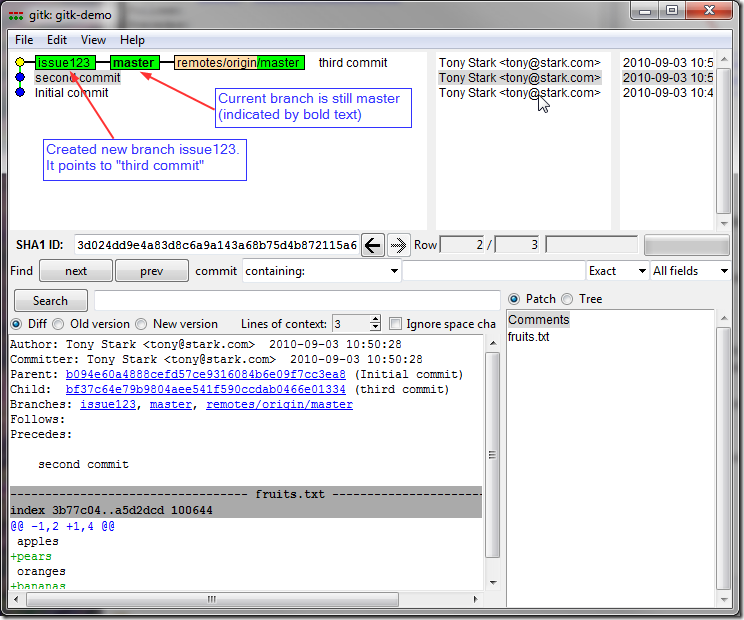 gitk: gitk-demo
File Edit View Help
issue123 master remotes/origin/master third commit Tony Stark <tony@stark.com> 2010-09-03 10:5
second commit Tony Stark <tony@stark.com> 2010-09-03 10:5
Initial commit Tony Stark <tony@stark.com> 2010-09-03 10:4
Current branch is still master
(indicated by bold text)
Created new branch issue123.
It points to "third commit"
SHA1 ID: 3d024dd9e4a83d8c6a9a143a68b75d4b872115a6 Row 2 / 3
Find next prev commit containing: Exact All fields
Search
Diff Old version New version Lines of context: 3 Ignore space cha
Patch Tree
Comments
fruits.txt
Author: Tony Stark <tony@stark.com> 2010-09-03 10:50:28
Committer: Tony Stark <tony@stark.com> 2010-09-03 10:50:28
Parent: b094e60a4888cefd57ce9316084b6e09f7cc3ea8 (Initial commit)
Child: bf37c64e79b9804aee541f590ccdab0466e01334 (third commit)
Branches: issue123, master, remotes/origin/master
Follows:
Precedes:
second commit
--------------------------------- fruits.txt ---------------------
index 3b77c04..a5d2dcd 100644
@@ -1,2 +1,4 @@
apples
+pears
oranges
+bananas